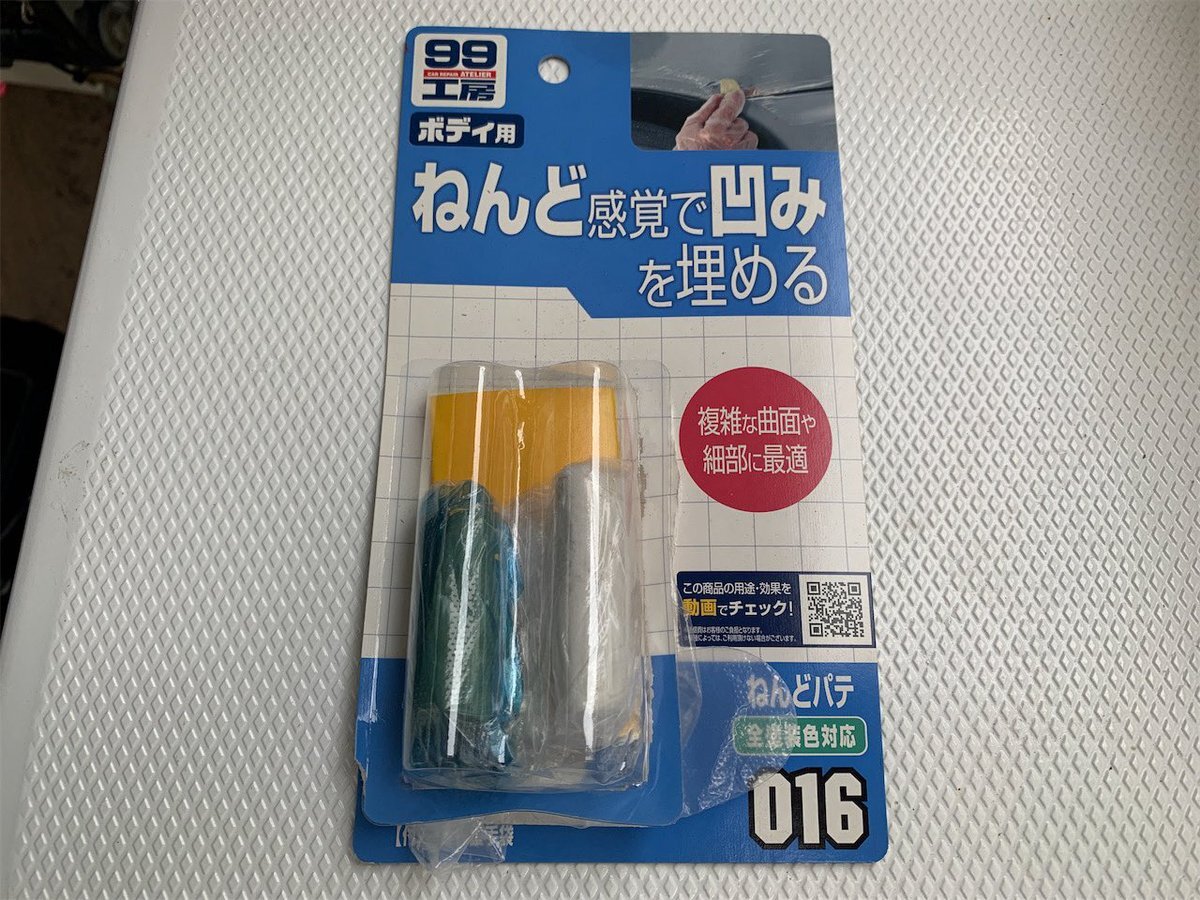 99
CAR REPAIR ATELIER
工房
ボデイ用
ねんど感覚で凹み
を埋める
複雑な曲面や
細部に最適
この商品の用途・効果を
動画でチェック!
ねんどパテ
全塗装色対応
016